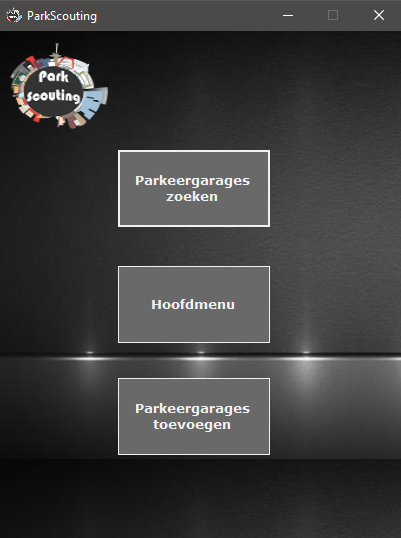 ParkScouting
Park
Scouting
Parkeergarages
zoeken
Hoofdmenu
Parkeergarages
toevoegen